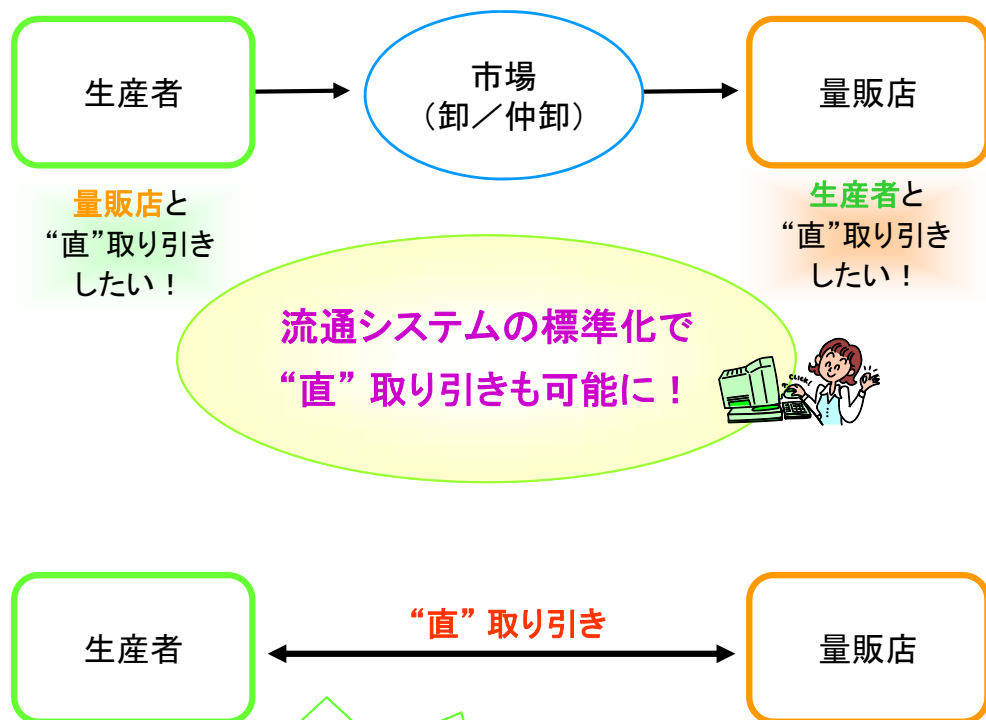 生産者
市場
（卸／仲卸）
量販店
量販店と
“直”取り引き
したい！
生産者と
“直”取り引き
したい！
流通システムの標準化で
“直” 取り引きも可能に！
CLICK!
生産者
“直” 取り引き
量販店